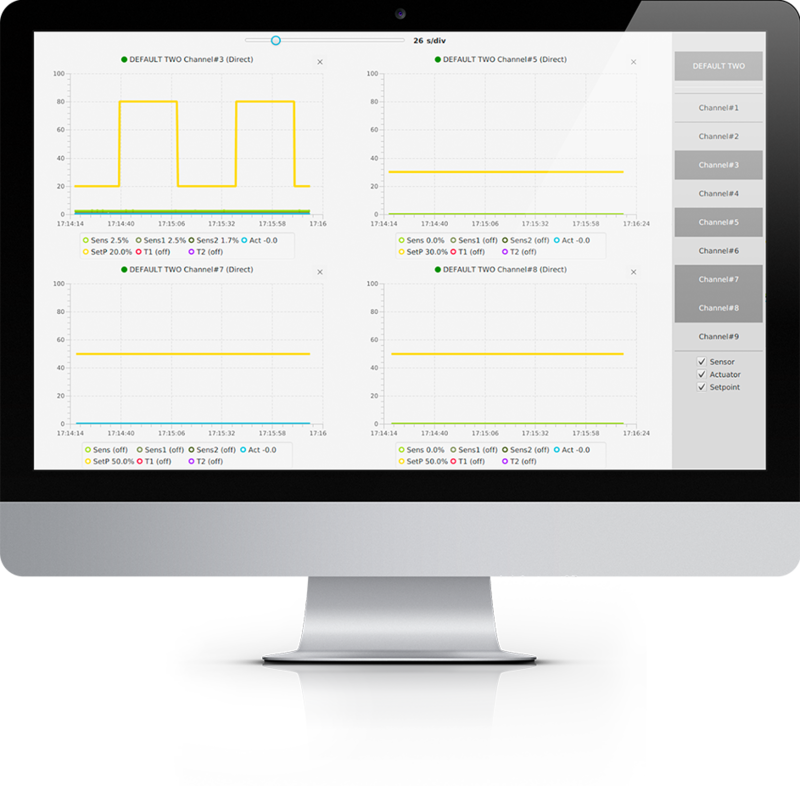 26 s/div
DEFAULT TWO Channel#3 (Direct)
100
80
60
40
20
0
17:14:14 17:14:40 17:15:06 17:15:32 17:15:58 17:16
Sens 2.5% Sens1 2.5% Sens2 1.7% Act -0.0
SetP 20.0% T1 (off) T2 (off)
DEFAULT TWO Channel#5 (Direct)
100
80
60
40
20
0
17:14:14 17:14:40 17:15:06 17:15:32 17:15:58 17:16:24
Sens 0.0% Sens1 (off) Sens2 (off) Act -0.0
SetP 30.0% T1 (off) T2 (off)
DEFAULT TWO Channel#7 (Direct)
100
80
60
40
20
0
17:14:14 17:14:40 17:15:06 17:15:32 17:15:58 17:16
Sens (off) Sens1 (off) Sens2 (off) Act -0.0
SetP 50.0% T1 (off) T2 (off)
DEFAULT TWO Channel#8 (Direct)
100
80
60
40
20
0
17:14:14 17:14:40 17:15:06 17:15:32 17:15:58 17:16:24
Sens 0.0% Sens1 (off) Sens2 (off) Act -0.0
SetP 50.0% T1 (off) T2 (off)
DEFAULT TWO
Channel#1
Channel#2
Channel#3
Channel#4
Channel#5
Channel#6
Channel#7
Channel#8
Channel#9
Sensor
Actuator
Setpoint